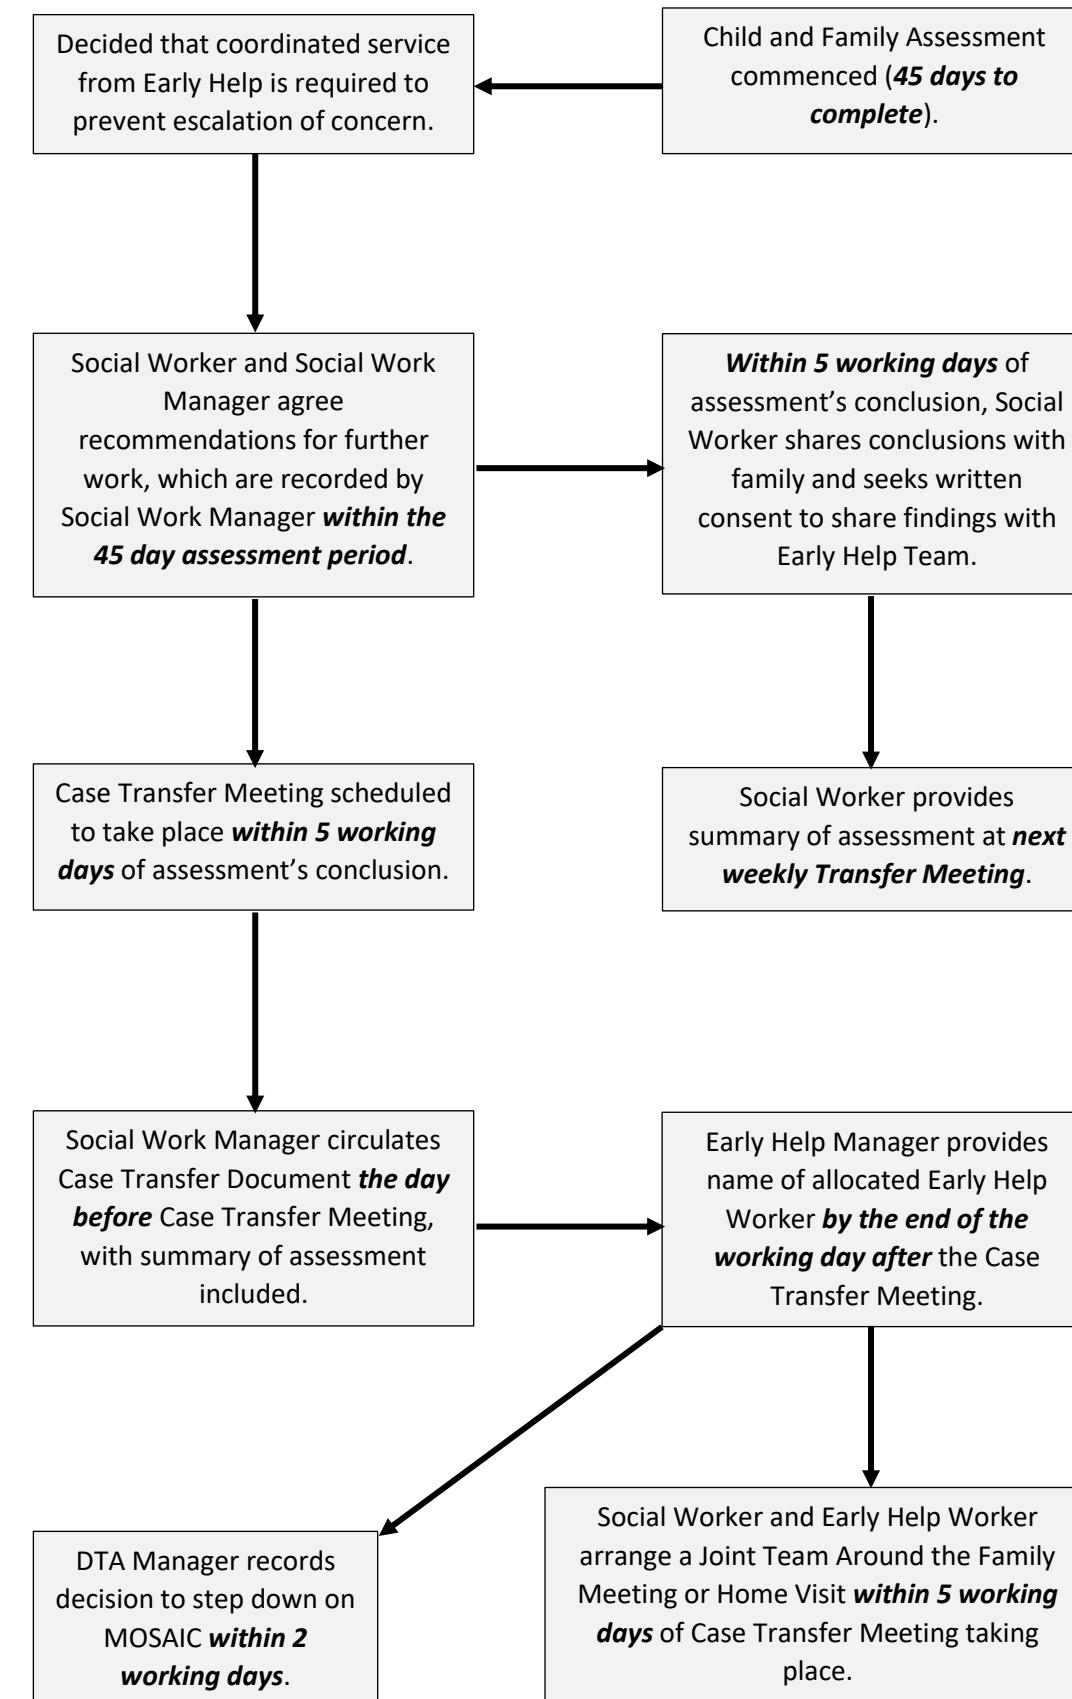 Child and Family Assessment
commenced (45 days to
complete).
Decided that coordinated service
from Early Help is required to
prevent escalation of concern.
Social Worker and Social Work
Manager agree
recommendations for further
work, which are recorded by
Social Work Manager within the
45 day assessment period.
Within 5 working days of
assessment’s conclusion, Social
Worker shares conclusions with
family and seeks written
consent to share findings with
Early Help Team.
Case Transfer Meeting scheduled
to take place within 5 working
days of assessment’s conclusion.
Social Worker provides
summary of assessment at next
weekly Transfer Meeting.
Social Work Manager circulates
Case Transfer Document the day
before Case Transfer Meeting,
with summary of assessment
included.
Early Help Manager provides
name of allocated Early Help
Worker by the end of the
working day after the Case
Transfer Meeting.
DTA Manager records
decision to step down on
MOSAIC within 2
working days.
Social Worker and Early Help Worker
arrange a Joint Team Around the Family
Meeting or Home Visit within 5 working
days of Case Transfer Meeting taking
place.